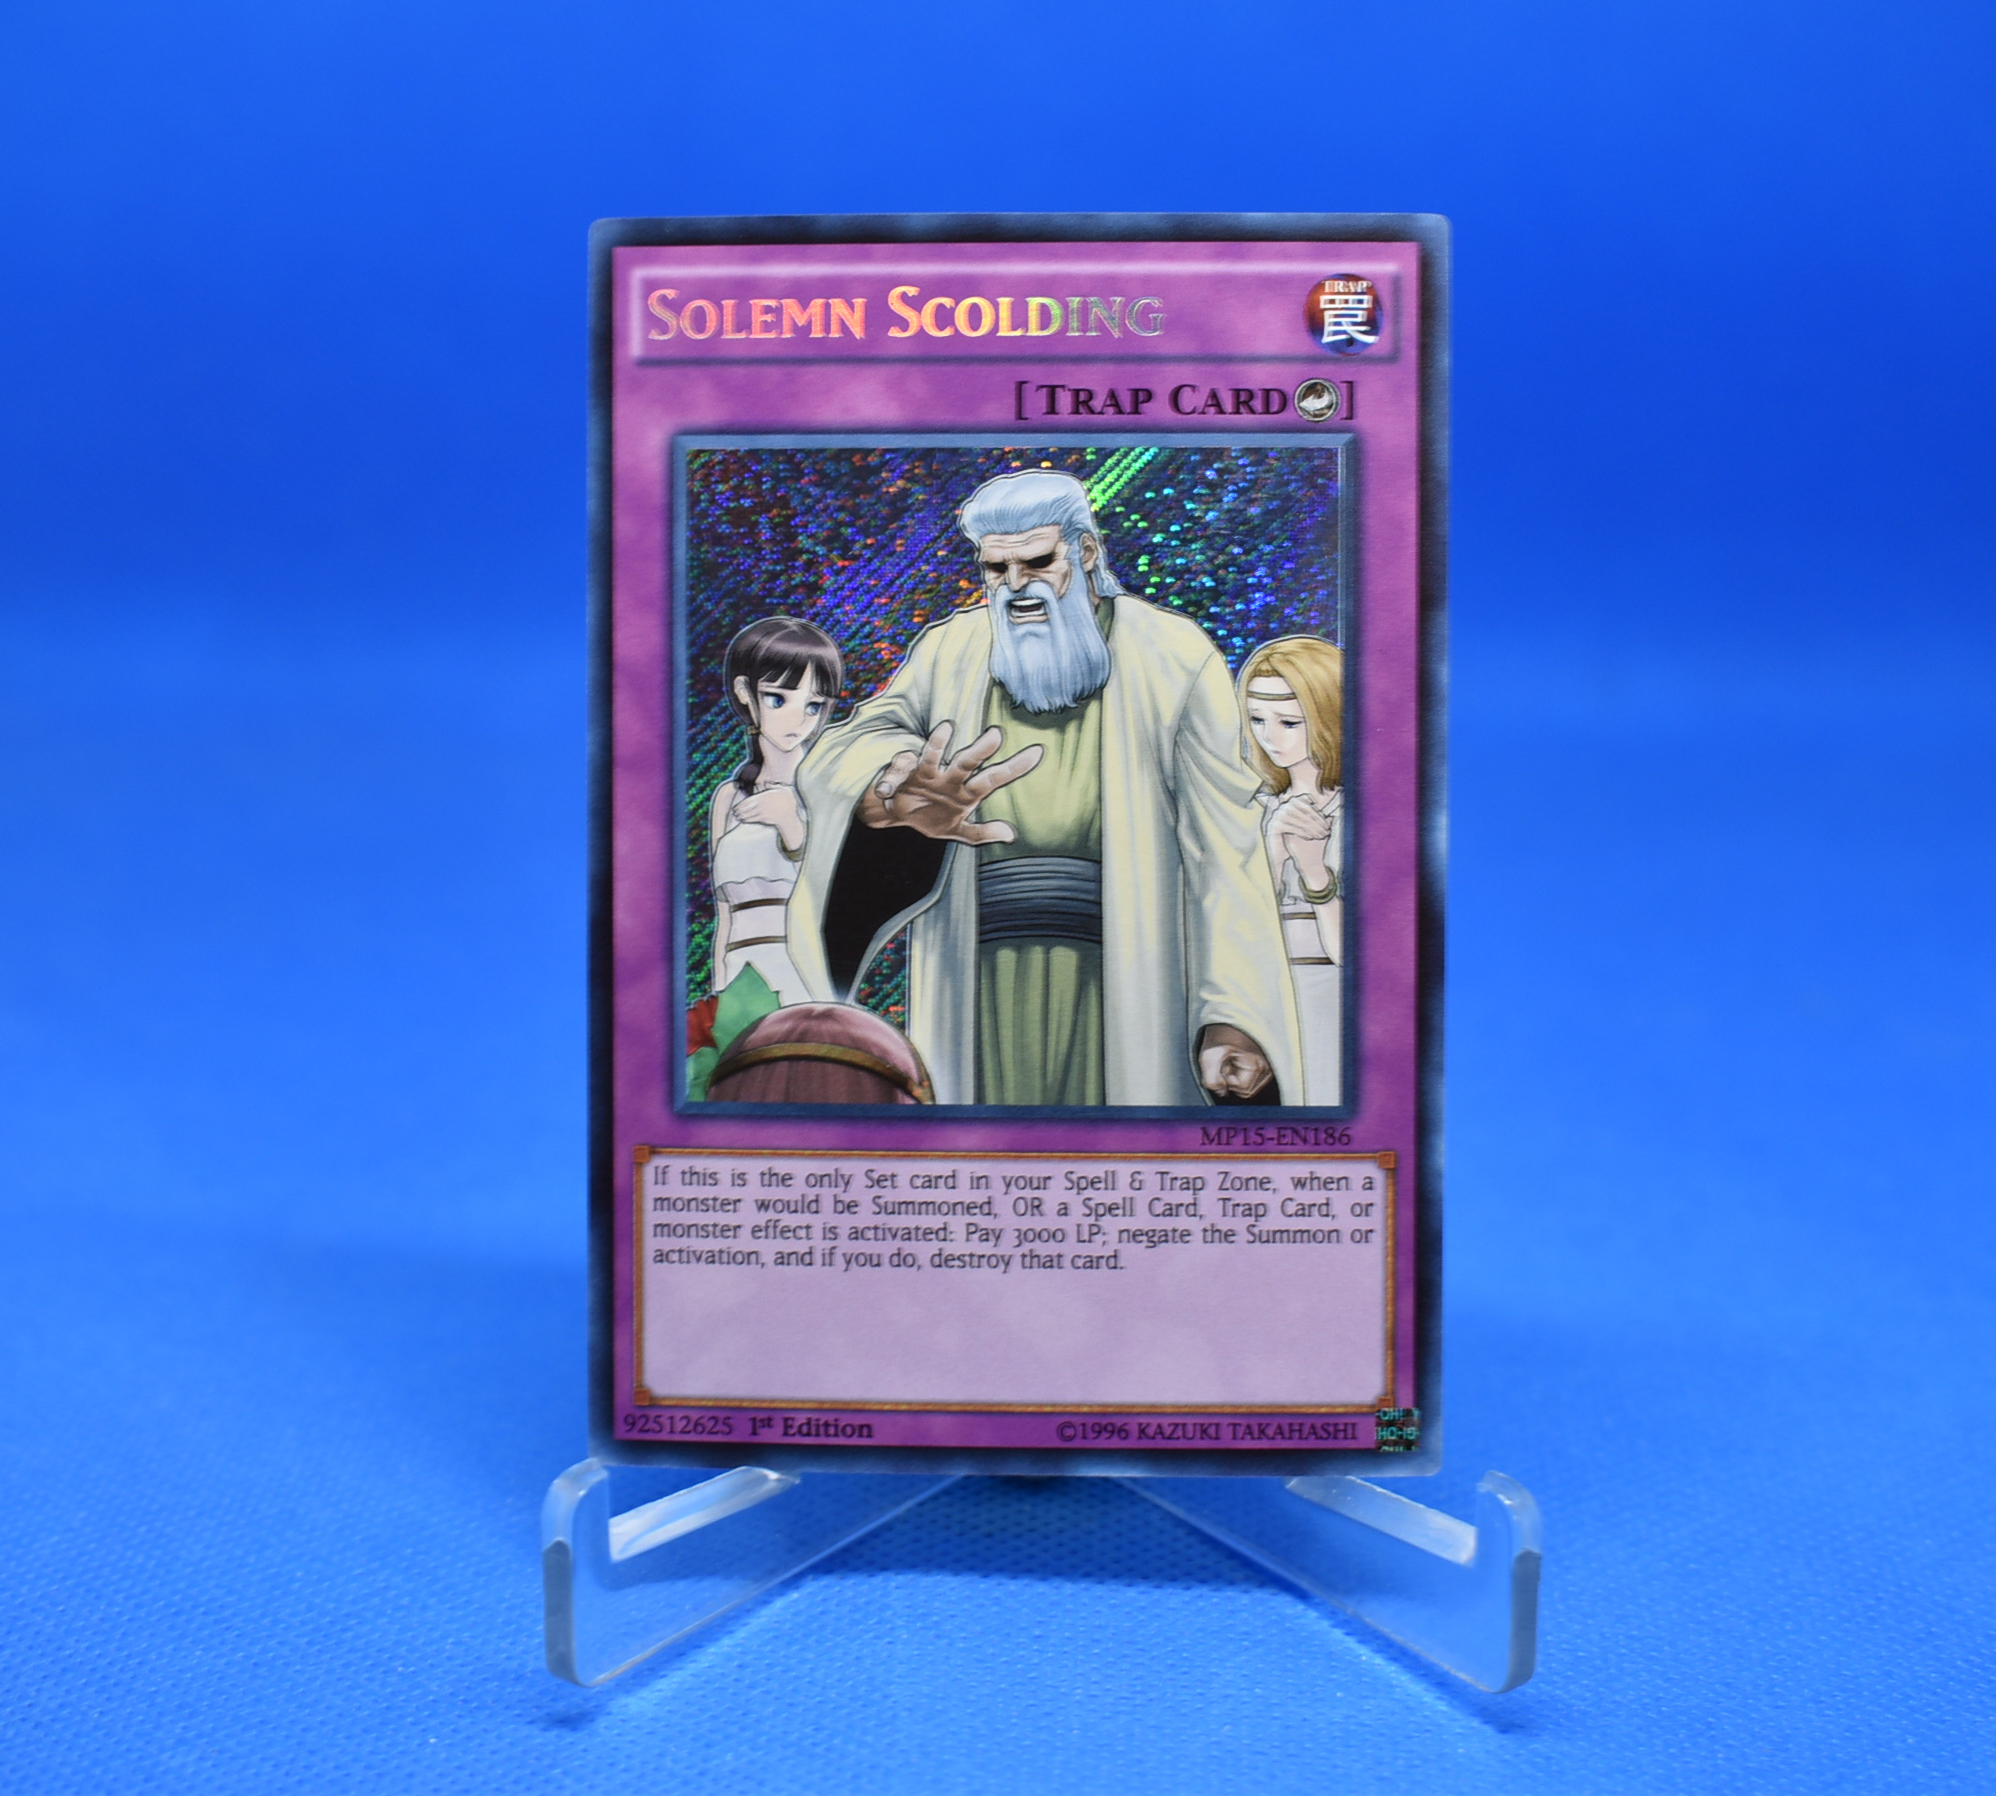 SOLEMN SCOLDING
TRAP
罠
[TRAP CARD]
MP15-EN186
If this is the only Set card in your Spell & Trap Zone, when a
monster would be Summoned, OR a Spell Card, Trap Card, or
monster effect is activated: Pay 3000 LP; negate the Summon or
activation, and if you do, destroy that card.
92512625 1st Edition
©1996 KAZUKI TAKAHASHI